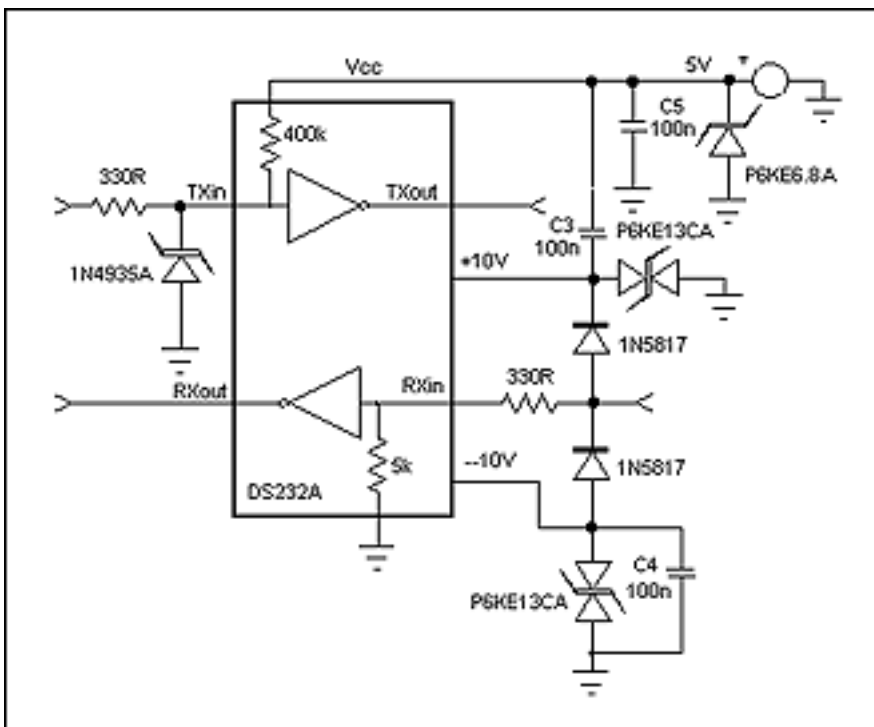 Vcc
5V
+
C5
100n
400k
P6KE6.8A
330R
TXin
TXout
C3
100n
P6KE13CA
+10V
1N4935A
1N5817
330R
RXout
RXin
--10V
1N5817
5k
DS232A
C4
100n
P6KE13CA